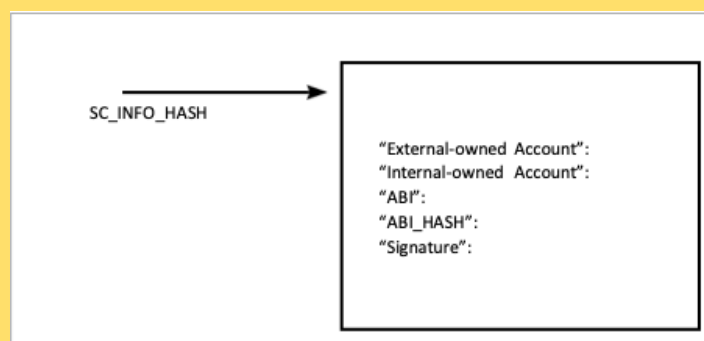 SC_INFO_HASH
“External-owned Account”:
“Internal-owned Account”:
“ABI”:
“ABI_HASH”:
“Signature”: